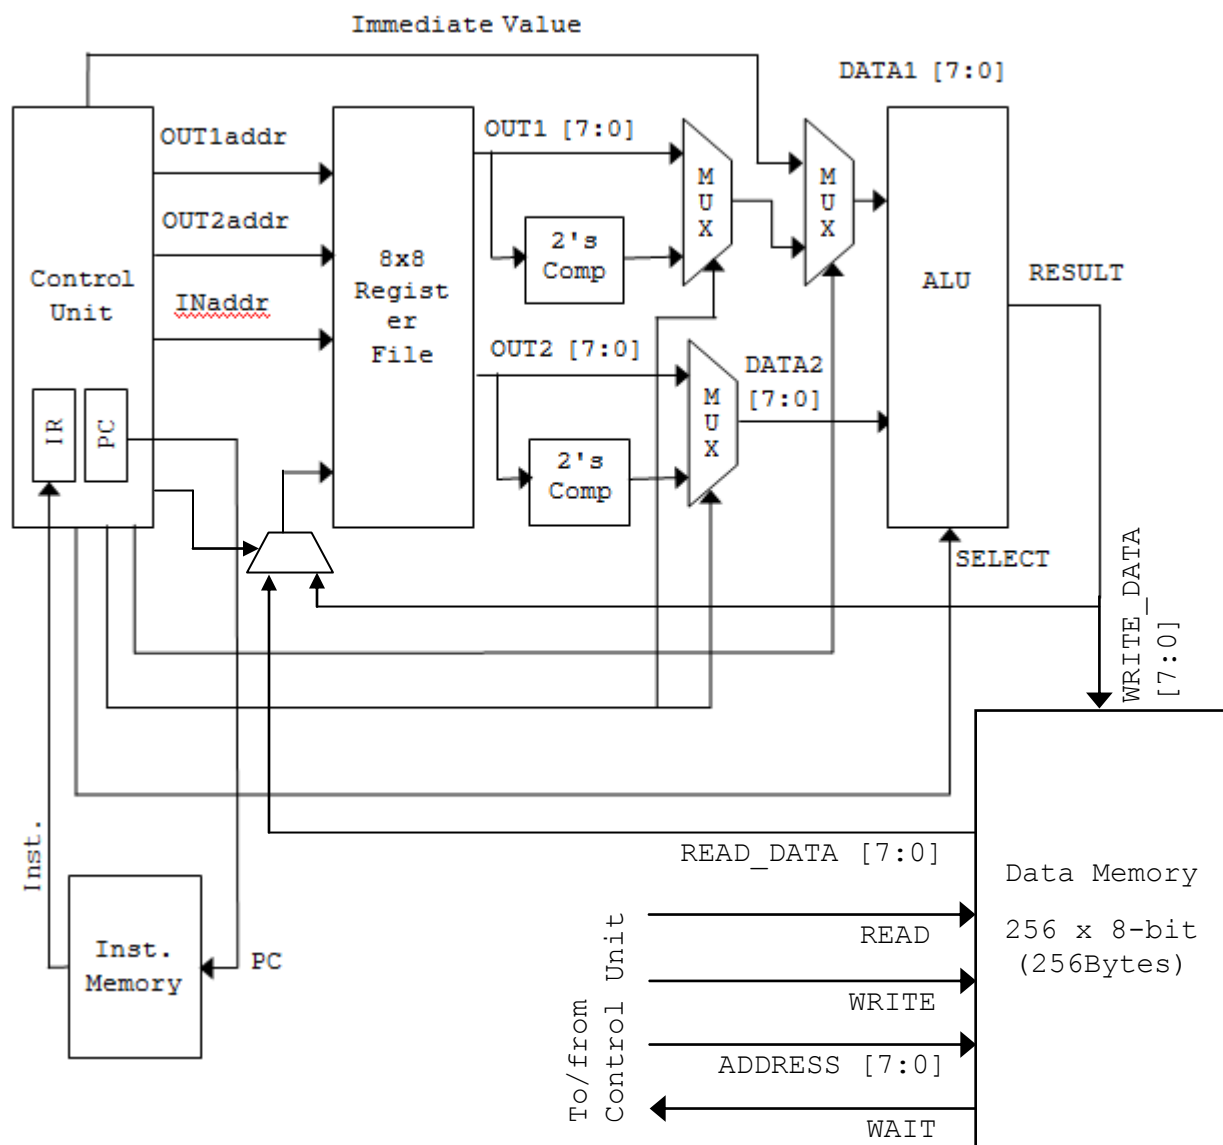 Immediate Value
DATA1 [7:0]
OUT1addr
OUT1 [7:0]
OUT2addr
M
U
X
M
U
X
2's
Comp
8x8
Regist
er
File
Control
Unit
INaddr
ALU
RESULT
OUT2 [7:0]
DATA2
[7:0]
M
U
X
IR
PC
2's
Comp
SELECT
WRITE_DATA
[7:0]
Inst.
READ_DATA [7:0]
Data Memory
256 x 8-bit
(256Bytes)
READ
WRITE
ADDRESS [7:0]
WAIT
To/from
Control Unit
Inst.
Memory
PC